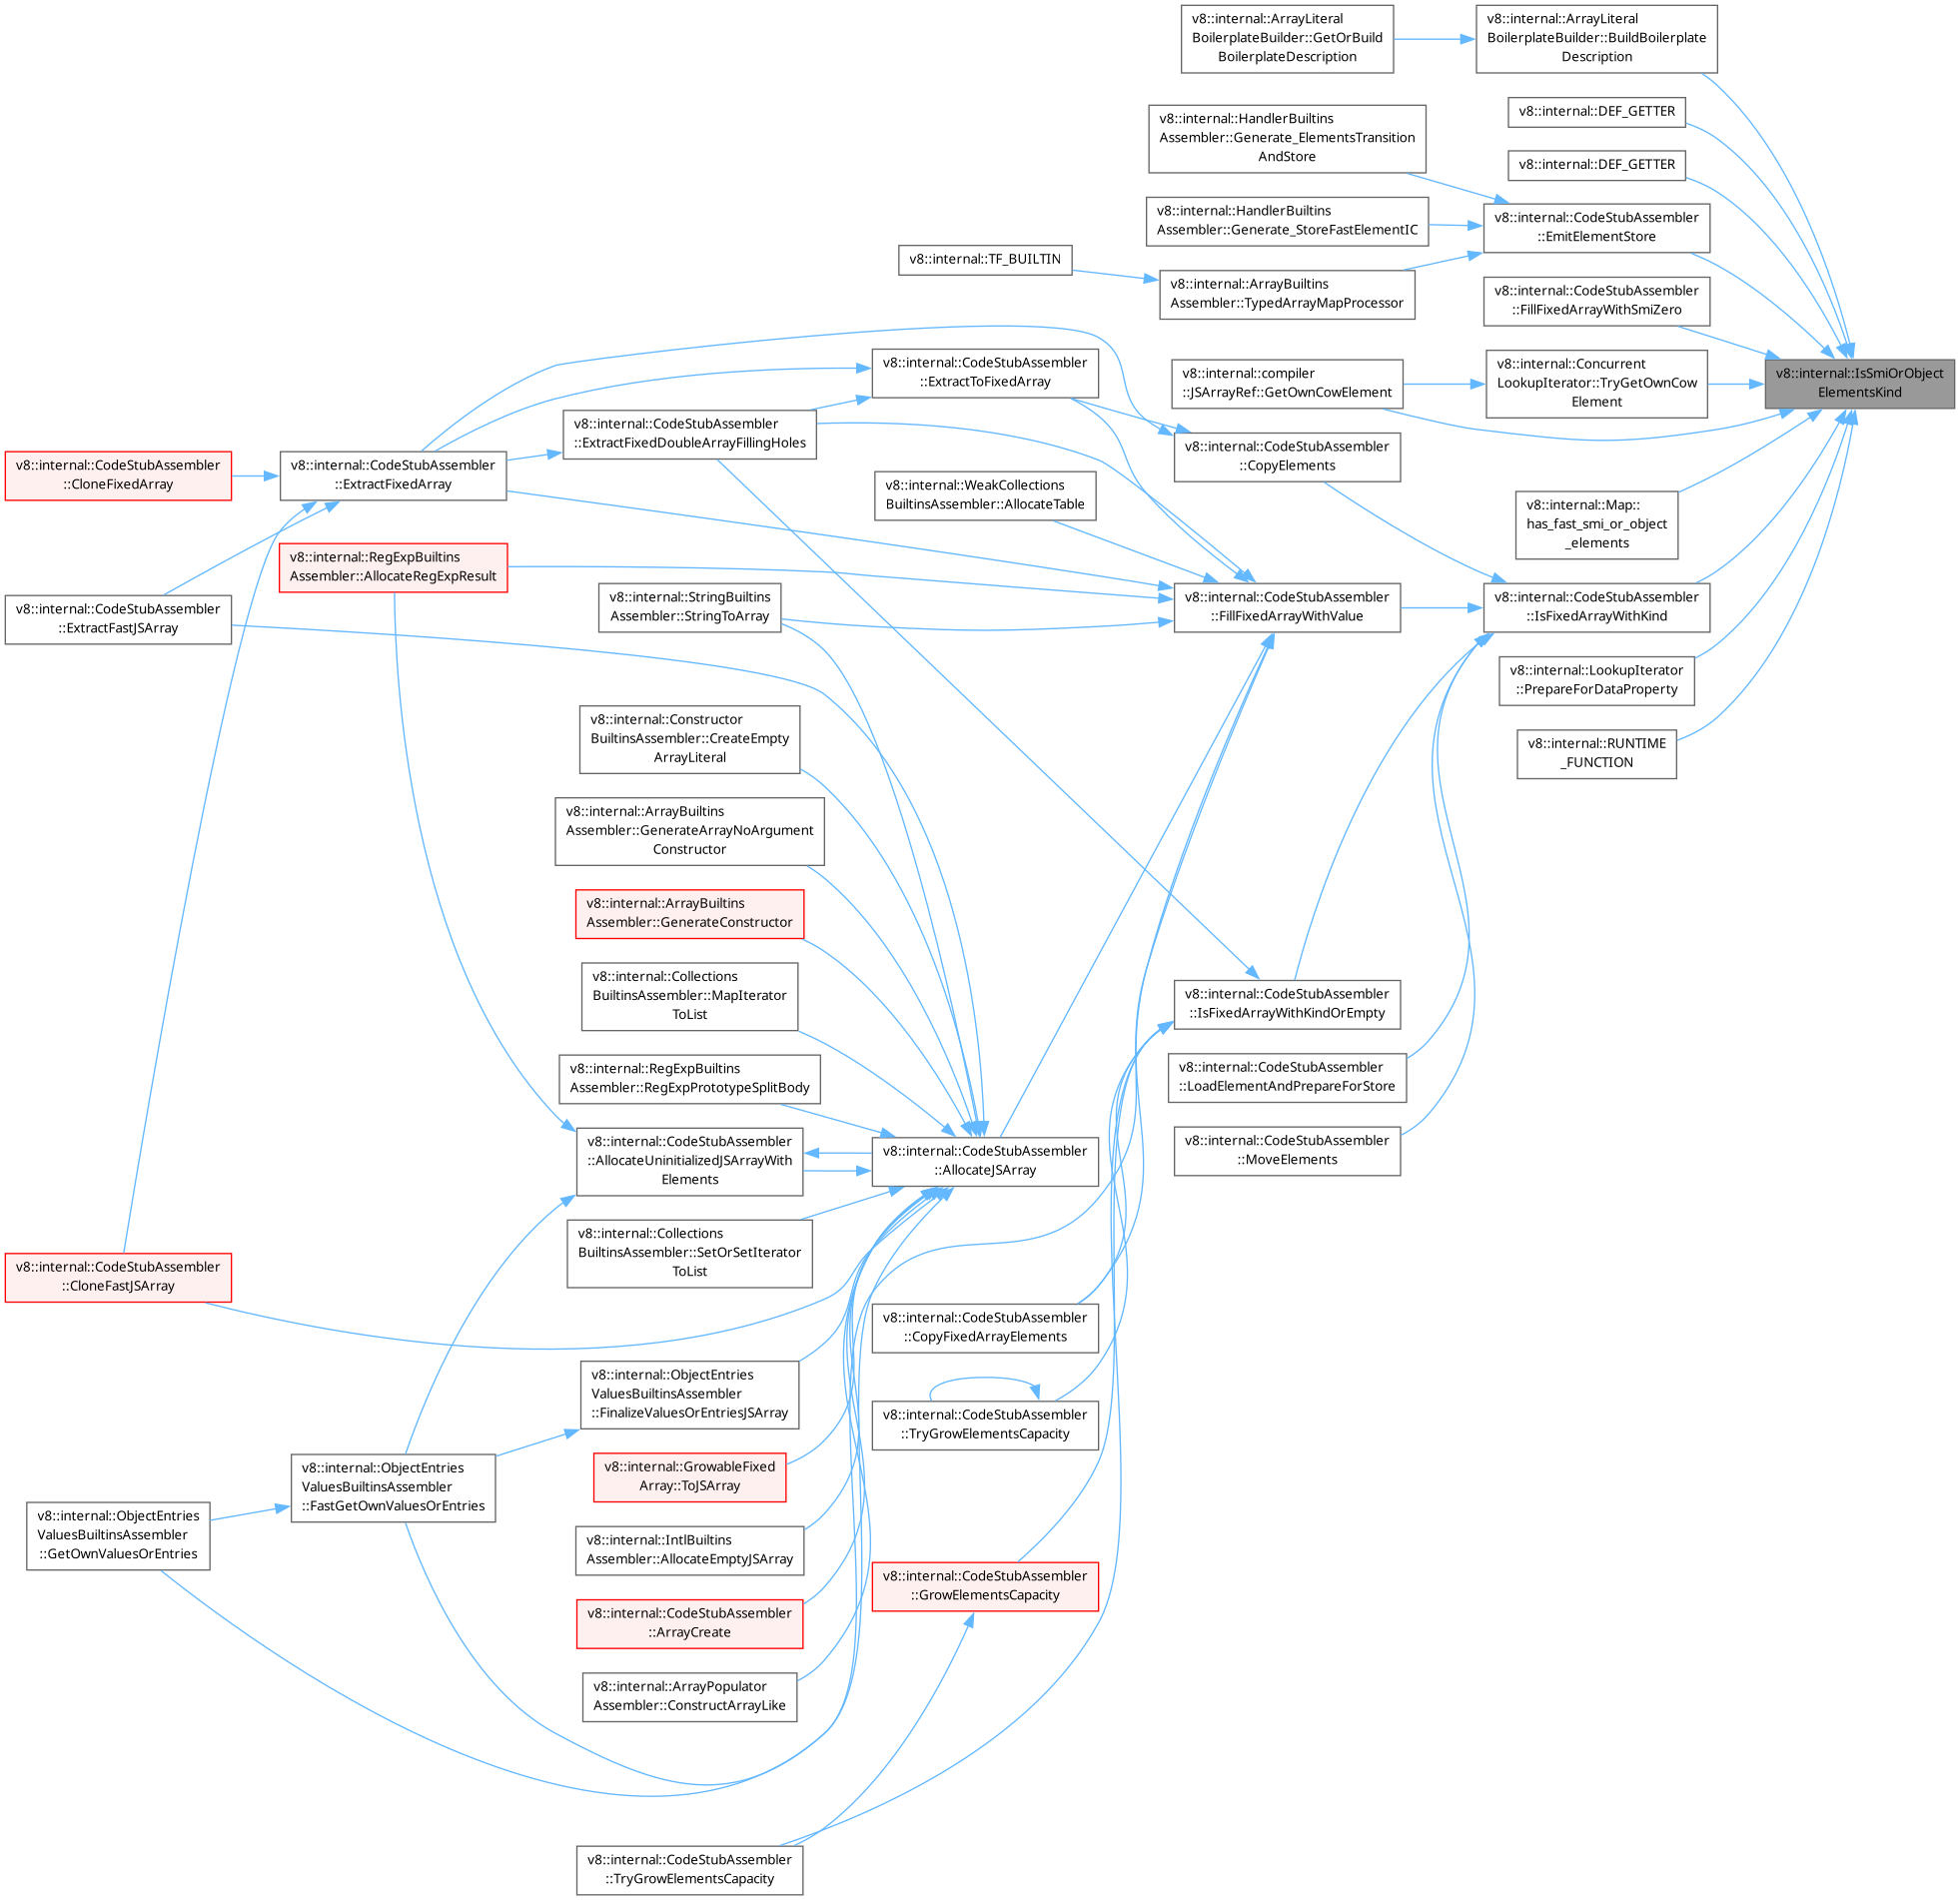 v8::internal::ArrayLiteral
BoilerplateBuilder::GetOrBuild
BoilerplateDescription
v8::internal::ArrayLiteral
BoilerplateBuilder::BuildBoilerplate
Description
v8::internal::DEF_GETTER
v8::internal::HandlerBuiltins
Assembler::Generate_ElementsTransition
AndStore
v8::internal::DEF_GETTER
v8::internal::HandlerBuiltins
Assembler::Generate_StoreFastElementIC
v8::internal::CodeStubAssembler
::EmitElementStore
v8::internal::TF_BUILTIN
v8::internal::ArrayBuiltins
Assembler::TypedArrayMapProcessor
v8::internal::CodeStubAssembler
::FillFixedArrayWithSmiZero
v8::internal::CodeStubAssembler
::ExtractToFixedArray
v8::internal::compiler
::JSArrayRef::GetOwnCowElement
v8::internal::Concurrent
LookupIterator::TryGetOwnCow
Element
v8::internal::IsSmiOrObject
ElementsKind
v8::internal::CodeStubAssembler
::ExtractFixedDoubleArrayFillingHoles
v8::internal::CodeStubAssembler
::CopyElements
v8::internal::CodeStubAssembler
::CloneFixedArray
v8::internal::CodeStubAssembler
::ExtractFixedArray
v8::internal::WeakCollections
BuiltinsAssembler::AllocateTable
v8::internal::Map::
has_fast_smi_or_object
_elements
v8::internal::RegExpBuiltins
Assembler::AllocateRegExpResult
v8::internal::CodeStubAssembler
::ExtractFastJSArray
v8::internal::StringBuiltins
Assembler::StringToArray
v8::internal::CodeStubAssembler
::FillFixedArrayWithValue
v8::internal::CodeStubAssembler
::IsFixedArrayWithKind
v8::internal::LookupIterator
::PrepareForDataProperty
v8::internal::Constructor
BuiltinsAssembler::CreateEmpty
ArrayLiteral
v8::internal::RUNTIME
_FUNCTION
v8::internal::ArrayBuiltins
Assembler::GenerateArrayNoArgument
Constructor
v8::internal::ArrayBuiltins
Assembler::GenerateConstructor
v8::internal::Collections
BuiltinsAssembler::MapIterator
ToList
v8::internal::CodeStubAssembler
::IsFixedArrayWithKindOrEmpty
v8::internal::RegExpBuiltins
Assembler::RegExpPrototypeSplitBody
v8::internal::CodeStubAssembler
::LoadElementAndPrepareForStore
v8::internal::CodeStubAssembler
::AllocateUninitializedJSArrayWith
Elements
v8::internal::CodeStubAssembler
::AllocateJSArray
v8::internal::CodeStubAssembler
::MoveElements
v8::internal::Collections
BuiltinsAssembler::SetOrSetIterator
ToList
v8::internal::CodeStubAssembler
::CloneFastJSArray
v8::internal::CodeStubAssembler
::CopyFixedArrayElements
v8::internal::ObjectEntries
ValuesBuiltinsAssembler
::FinalizeValuesOrEntriesJSArray
v8::internal::CodeStubAssembler
::TryGrowElementsCapacity
v8::internal::GrowableFixed
Array::ToJSArray
v8::internal::ObjectEntries
ValuesBuiltinsAssembler
::FastGetOwnValuesOrEntries
v8::internal::ObjectEntries
ValuesBuiltinsAssembler
::GetOwnValuesOrEntries
v8::internal::IntlBuiltins
Assembler::AllocateEmptyJSArray
v8::internal::CodeStubAssembler
::GrowElementsCapacity
v8::internal::CodeStubAssembler
::ArrayCreate
v8::internal::ArrayPopulator
Assembler::ConstructArrayLike
v8::internal::CodeStubAssembler
::TryGrowElementsCapacity